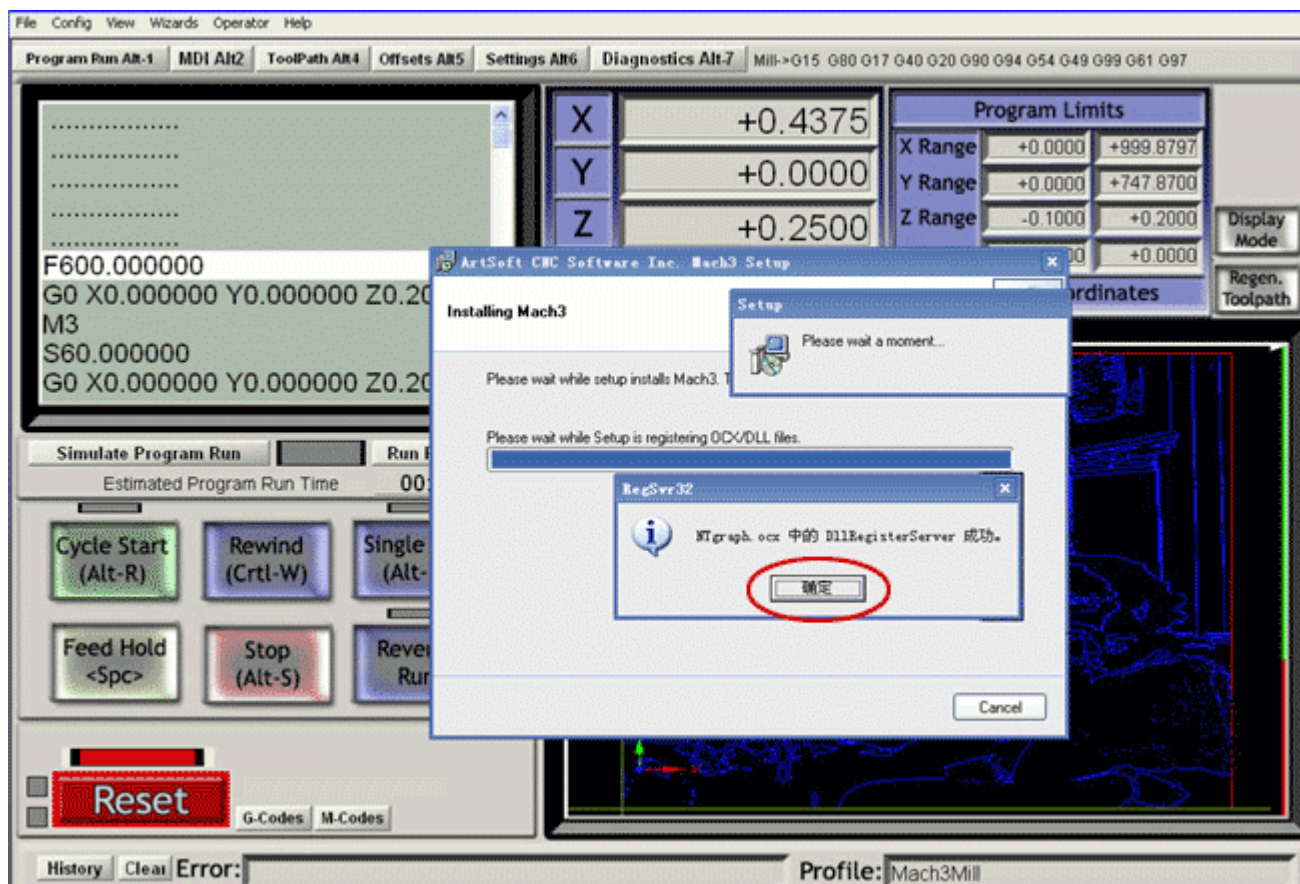 File Config View Wizards Operator Help
Program Run Alt-1 MDI Alt2 ToolPath Alt4 Offsets Alt5 Settings Alt6 Diagnostics Alt-7 Mill->G15 G80 G17 G40 G20 G90 G94 G54 G49 G99 G61 G97
................
................
................
................
................
F600.000000
G0 X0.000000 Y0.000000 Z0.20
M3
S60.000000
G0 X0.000000 Y0.000000 Z0.20
X +0.4375
Y +0.0000
Z +0.2500
Program Limits
X Range +0.0000 +999.8797
Y Range +0.0000 +747.8700
Z Range -0.1000 +0.2000
+0.0000
Display
Mode
Regen.
Toolpath
ArtSoft CNC Software Inc. Mach3 Setup
Installing Mach3
Setup
Please wait a moment...
Please wait while setup installs Mach3. T
Please wait while Setup is registering OCX/DLL files.
RegSvr32
NTgraph.ocx 中的 DllRegisterServer 成功。
确定
Cancel
Simulate Program Run
Estimated Program Run Time 00:
Cycle Start
(Alt-R)
Rewind
(Crtl-W)
Single
(Alt-
Feed Hold
<Spc>
Stop
(Alt-S)
Reve
Run
Reset
G-Codes M-Codes
History Clear Error:
Profile: Mach3Mill